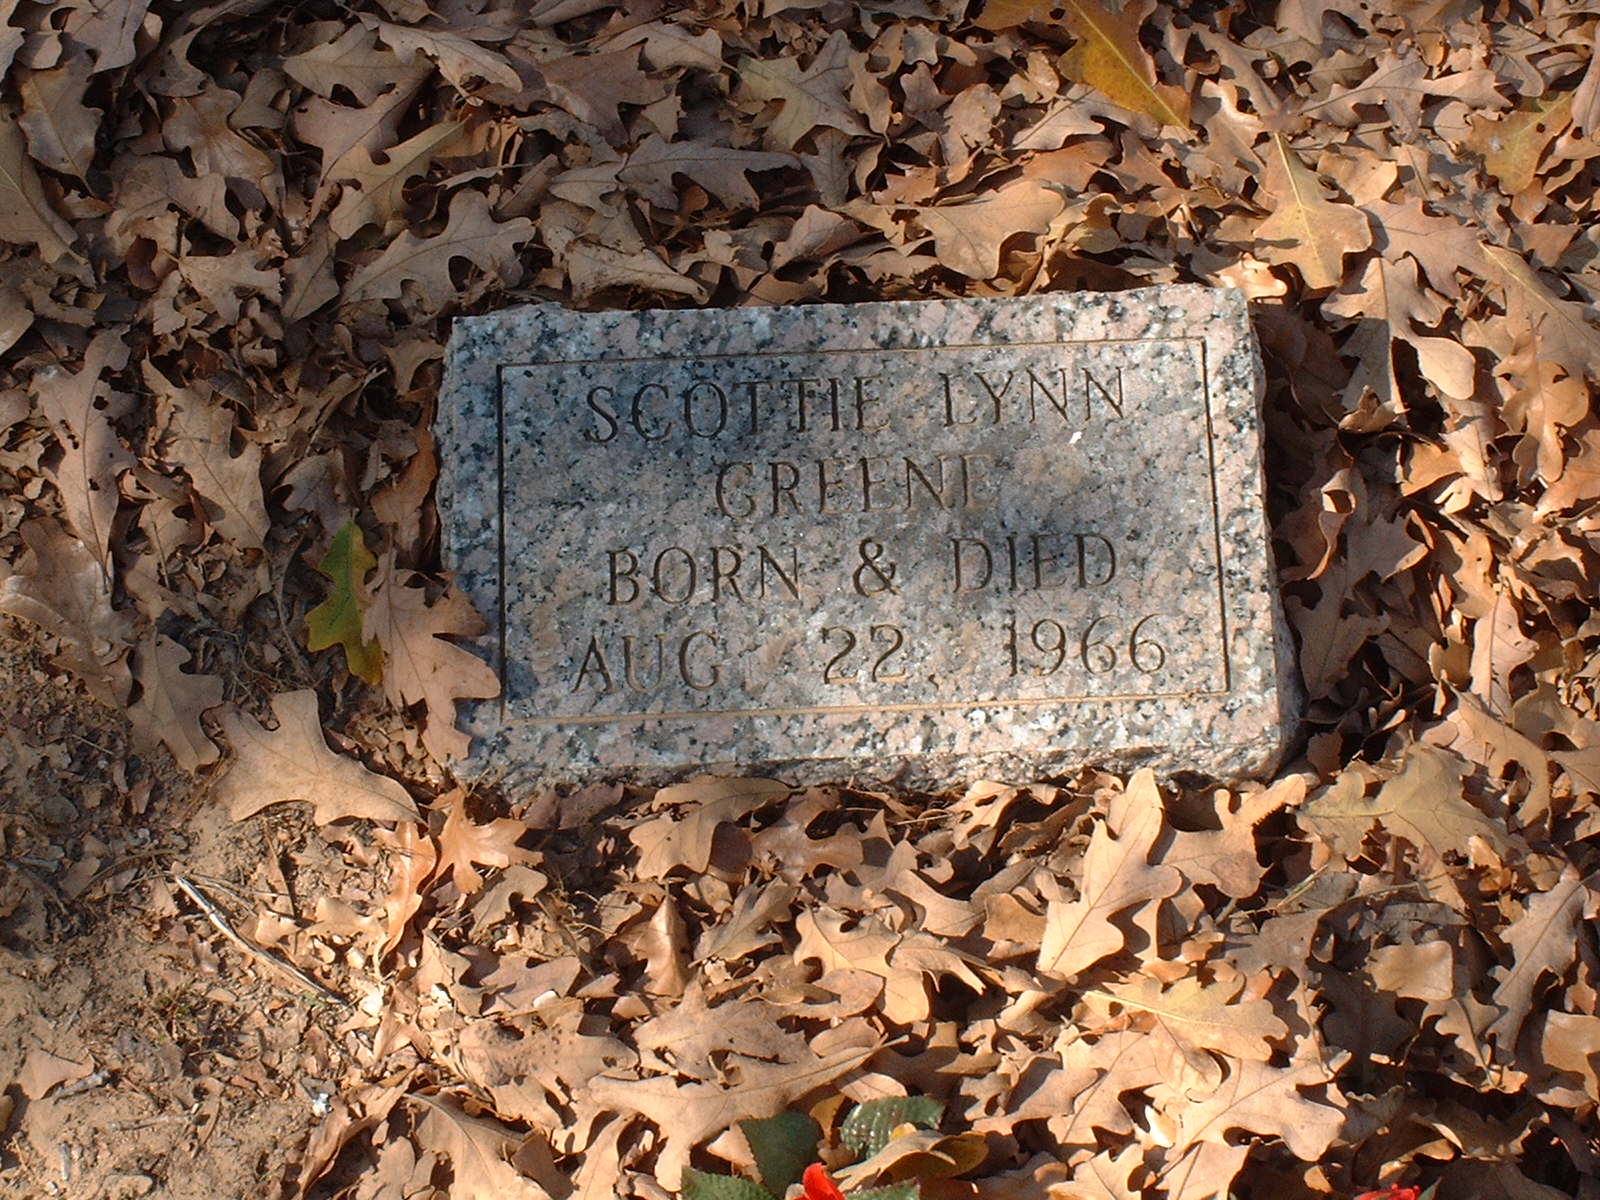 SCOTTIE LYNN
GREENE
BORN & DIED
AUG. 22, 1966